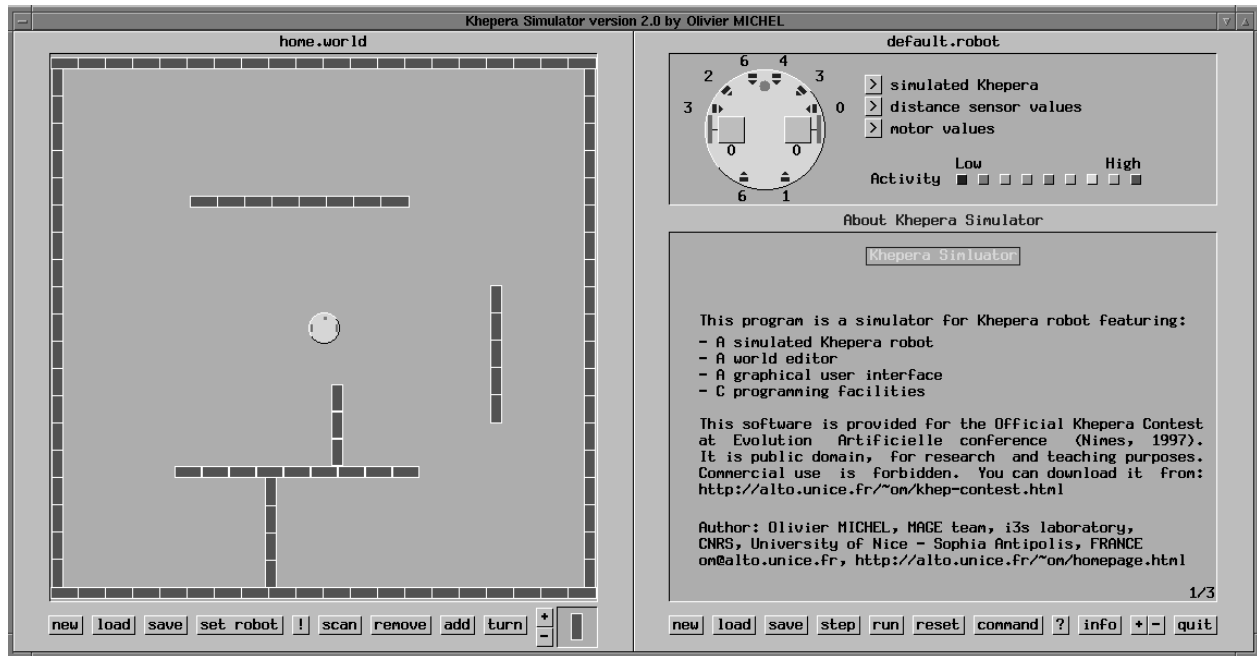 Khepera Simulator version 2.0 by Olivier MICHEL
home.world
new load save set robot ! scan remove add turn + -
default.robot
6 4
2 3
3 0
0 0
6 1
> simulated Khepera
> distance sensor values
> motor values
Low High
Activity
About Khepera Simulator
Khepera Simluator
This program is a simulator for Khepera robot featuring:
- A simulated Khepera robot
- A world editor
- A graphical user interface
- C programming facilities
This software is provided for the Official Khepera Contest
at Evolution Artificielle conference (Nimes, 1997).
It is public domain, for research and teaching purposes.
Commercial use is forbidden. You can download it from:
http://alto.unice.fr/~om/khep-contest.html
Author: Olivier MICHEL, MAGE team, i3s laboratory,
CNRS, University of Nice - Sophia Antipolis, FRANCE
om@alto.unice.fr, http://alto.unice.fr/~om/homepage.html
1/3
new load save step run reset command ? info + - quit